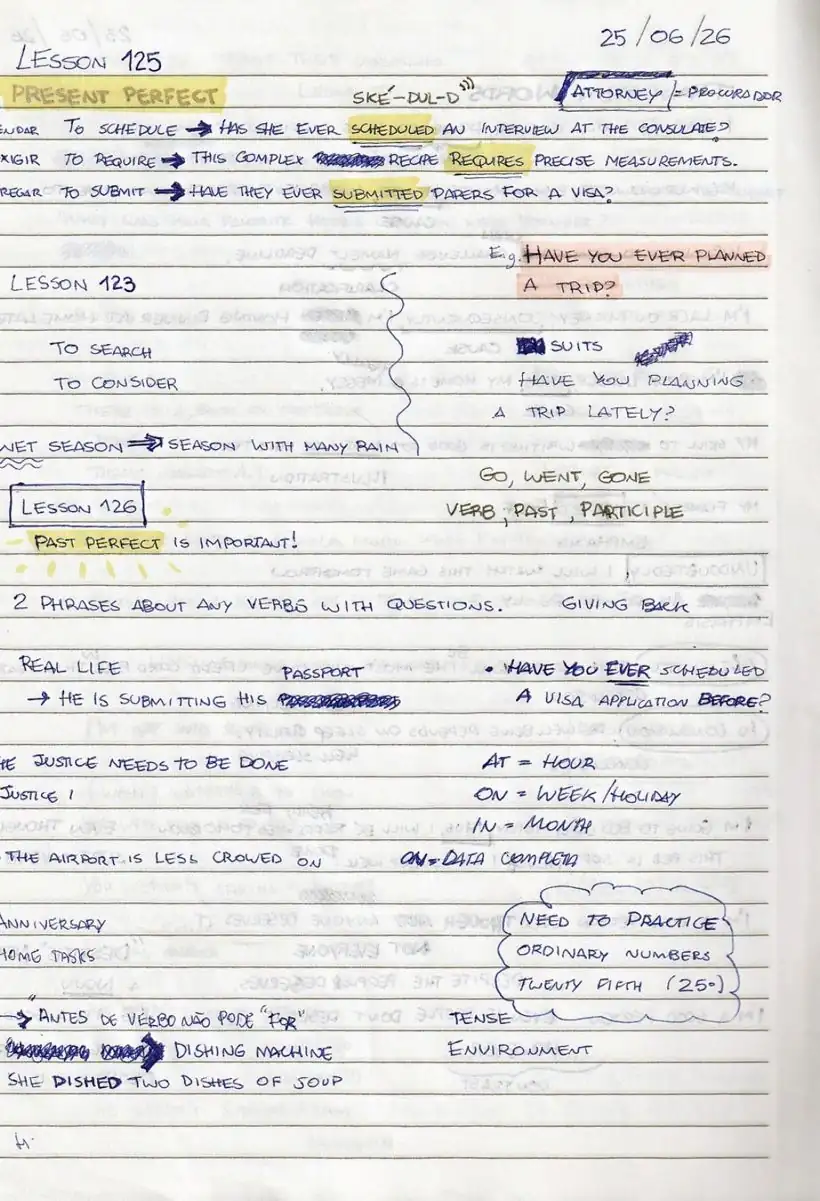 25/06/26
LESSON 125
PRESENT PERFECT
SKÉ-DUL-D
ATTORNEY = PROCURADOR
ENDAR TO SCHEDULE → HAS SHE EVER SCHEDULED AN INTERVIEW AT THE CONSULATE?
XIGIR TO REQUIRE → THIS COMPLEX RECIPE REQUIRES PRECISE MEASUREMENTS.
REGAR TO SUBMIT → HAVE THEY EVER SUBMITTED PAPERS FOR A VISA?
E.g. HAVE YOU EVER PLANNED
A TRIP?
LESSON 123
TO SEARCH
TO CONSIDER
SUITS
HAVE YOU PLANNING
A TRIP LATELY?
WET SEASON → SEASON WITH MANY RAIN
GO, WENT, GONE
VERB, PAST, PARTICIPLE
LESSON 126
PAST PERFECT IS IMPORTANT!
2 PHRASES ABOUT ANY VERBS WITH QUESTIONS. GIVING BACK
REAL LIFE
PASSPORT
→ HE IS SUBMITTING HIS
• HAVE YOU EVER SCHEDULED
A VISA APPLICATION BEFORE?
HE JUSTICE NEEDS TO BE DONE
JUSTICE!
AT = HOUR
ON = WEEK/HOLIDAY
IN = MONTH
THE AIRPORT IS LESS CROWED ON
ON = DATA COMPLETA
ANNIVERSARY
HOME TASKS
NEED TO PRACTICE
ORDINARY NUMBERS
TWENTY FIFTH (25º)
→ ANTES DE VERBO NÃO PODE "FOR"
DISHING MACHINE
SHE DISHED TWO DISHES OF SOUP
TENSE
ENVIRONMENT